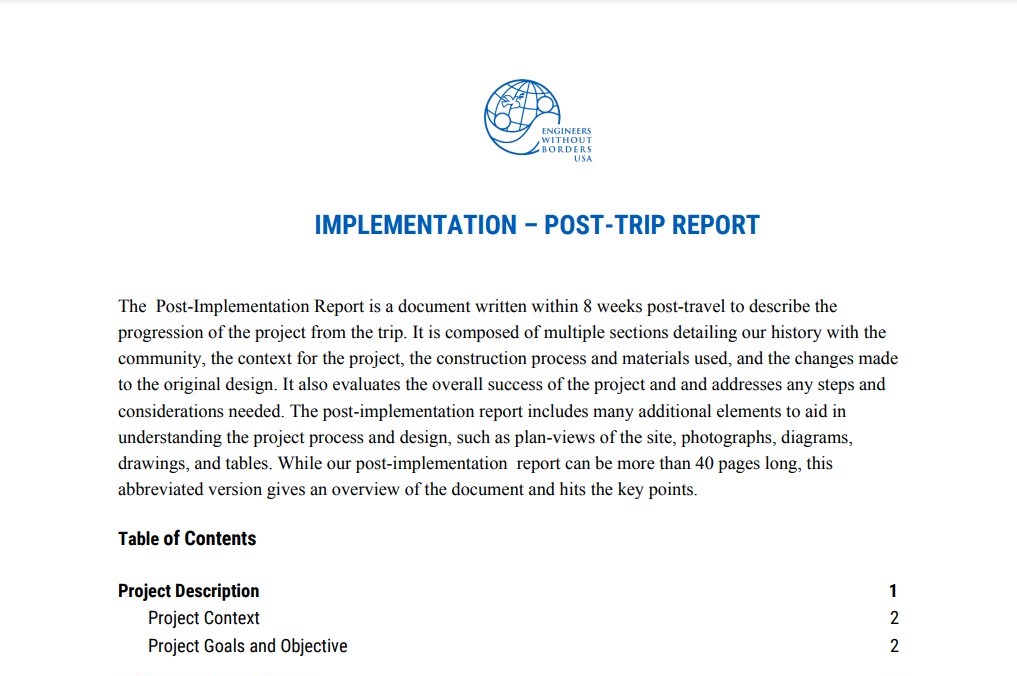 ENGINEERS
WITHOUT
BORDERS
USA
IMPLEMENTATION – POST-TRIP REPORT
The  Post-Implementation Report is a document written within 8 weeks post-travel to describe the
progression of the project from the trip. It is composed of multiple sections detailing our history with the
community, the context for the project, the construction process and materials used, and the changes made
to the original design. It also evaluates the overall success of the project and and addresses any steps and
considerations needed. The post-implementation report includes many additional elements to aid in
understanding the project process and design, such as plan-views of the site, photographs, diagrams,
drawings, and tables. While our post-implementation  report can be more than 40 pages long, this
abbreviated version gives an overview of the document and hits the key points.
Table of Contents
Project Description 1
Project Context 2
Project Goals and Objective 2